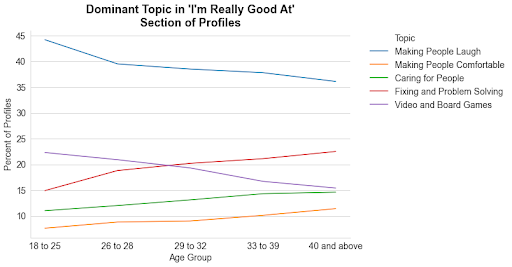 Dominant Topic in 'I'm Really Good At'
Section of Profiles
45
40
35
30
25
20
15
10
Percent of Profiles
18 to 25
26 to 28
29 to 32
33 to 39
40 and above
Age Group
Topic
Making People Laugh
Making People Comfortable
Caring for People
Fixing and Problem Solving
Video and Board Games